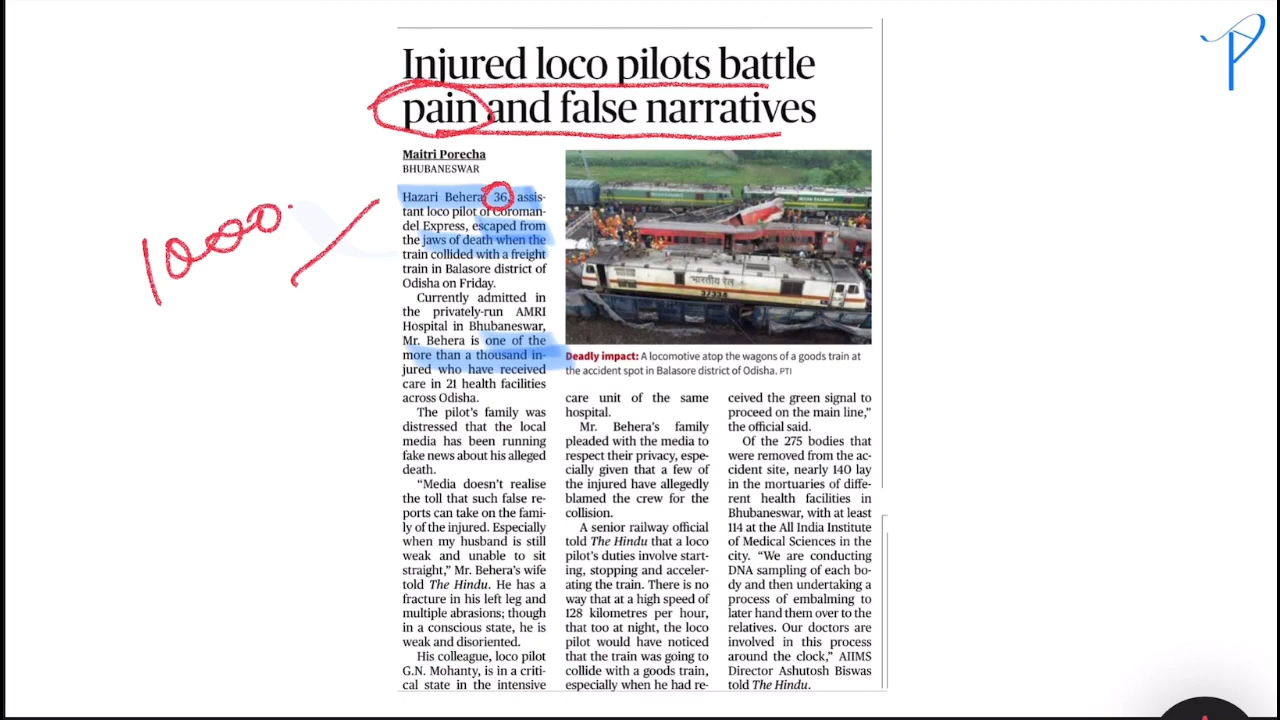 Injured loco pilots battle
pain and false narratives
Maitri Porecha
BHUBANESWAR
1000.
Hazari Behera, 36, assis-
tant loco pilot of Coroman-
del Express, escaped from
the jaws of death when the
train collided with a freight
train in Balasore district of
Odisha on Friday.
Currently admitted in
the privately-run AMRI
Hospital in Bhubaneswar,
Mr. Behera is one of the
more than a thousand in-
jured who have received
care in 21 health facilities
across Odisha.
The pilot's family was
distressed that the local
media has been running
fake news about his alleged
death.
“Media doesn't realise
the toll that such false re-
ports can take on the fami-
ly of the injured. Especially
when my husband is still
weak and unable to sit
straight,” Mr. Behera's wife
told The Hindu. He has a
fracture in his left leg and
multiple abrasions; though
in a conscious state, he is
weak and disoriented.
His colleague, loco pilot
G.N. Mohanty, is in a criti-
cal state in the intensive
भारतीय रेल
37334
Deadly impact: A locomotive atop the wagons of a goods train at
the accident spot in Balasore district of Odisha. PTI
care unit of the same
hospital.
Mr. Behera's family
pleaded with the media to
respect their privacy, espe-
cially given that a few of
the injured have allegedly
blamed the crew for the
collision.
A senior railway official
told The Hindu that a loco
pilot's duties involve start-
ing, stopping and acceler-
ating the train. There is no
way that at a high speed of
128 kilometres per hour,
that too at night, the loco
pilot would have noticed
that the train was going to
collide with a goods train,
especially when he had re-
ceived the green signal to
proceed on the main line,”
the official said.
Of the 275 bodies that
were removed from the ac-
cident site, nearly 140 lay
in the mortuaries of diffe-
rent health facilities in
Bhubaneswar, with at least
114 at the All India Institute
of Medical Sciences in the
city. “We are conducting
DNA sampling of each bo-
dy and then undertaking a
process of embalming to
later hand them over to the
relatives. Our doctors are
involved in this process
around the clock,” AIIMS
Director Ashutosh Biswas
told The Hindu.